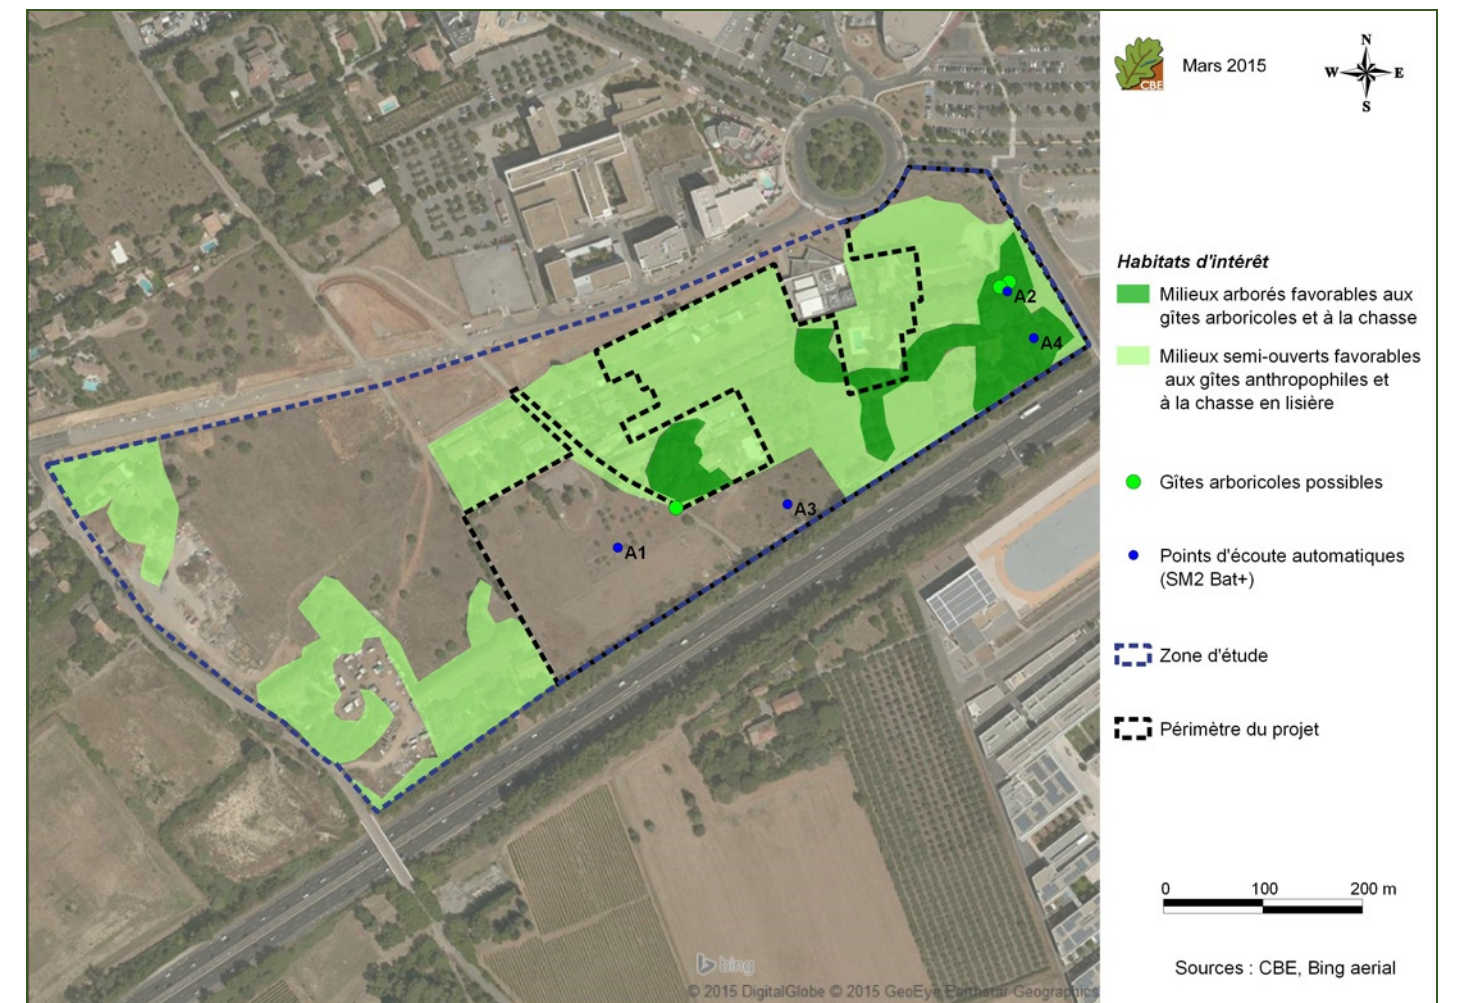 CBE
Mars 2015
N
W
E
S
Habitats d'intérêt
Milieux arborés favorables aux
gîtes arboricoles et à la chasse
Milieux semi-ouverts favorables
aux gîtes anthropophiles et
à la chasse en lisière
Gîtes arboricoles possibles
Points d'écoute automatiques
(SM2 Bat+)
Zone d'étude
Périmètre du projet
0 100 200 m
Sources : CBE, Bing aerial
A2
A4
A3
A1
bing
© 2015 DigitalGlobe © 2015 GeoEye Earthstar Geographics